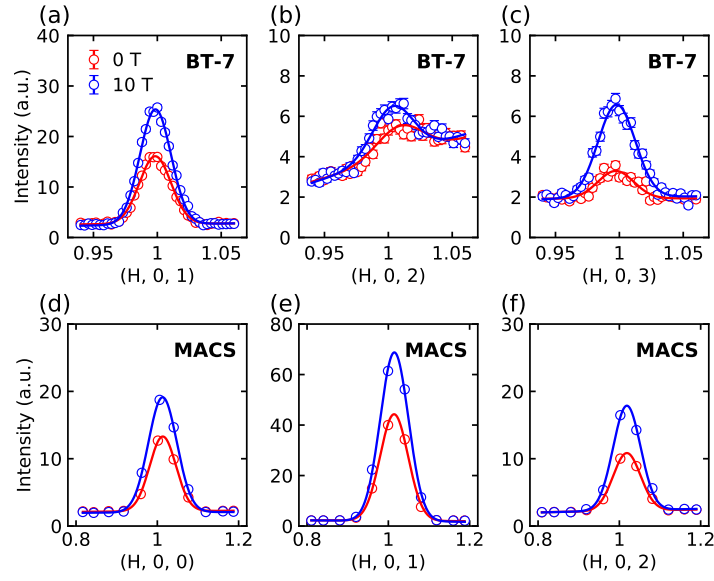 (a) (b) (c)
40 10 10
0 T
10 T
BT-7 BT-7 BT-7
30 8 8
20 6 6
4 4
10 2 2
0 0 0
Intensity (a.u.)
0.95 1 1.05 0.95 1 1.05 0.95 1 1.05
(H, 0, 1) (H, 0, 2) (H, 0, 3)
(d) (e) (f)
30 80 30
MACS MACS MACS
20 60 20
40
10 20 10
0 0 0
Intensity (a.u.)
0.8 1 1.2 0.8 1 1.2 0.8 1 1.2
(H, 0, 0) (H, 0, 1) (H, 0, 2)